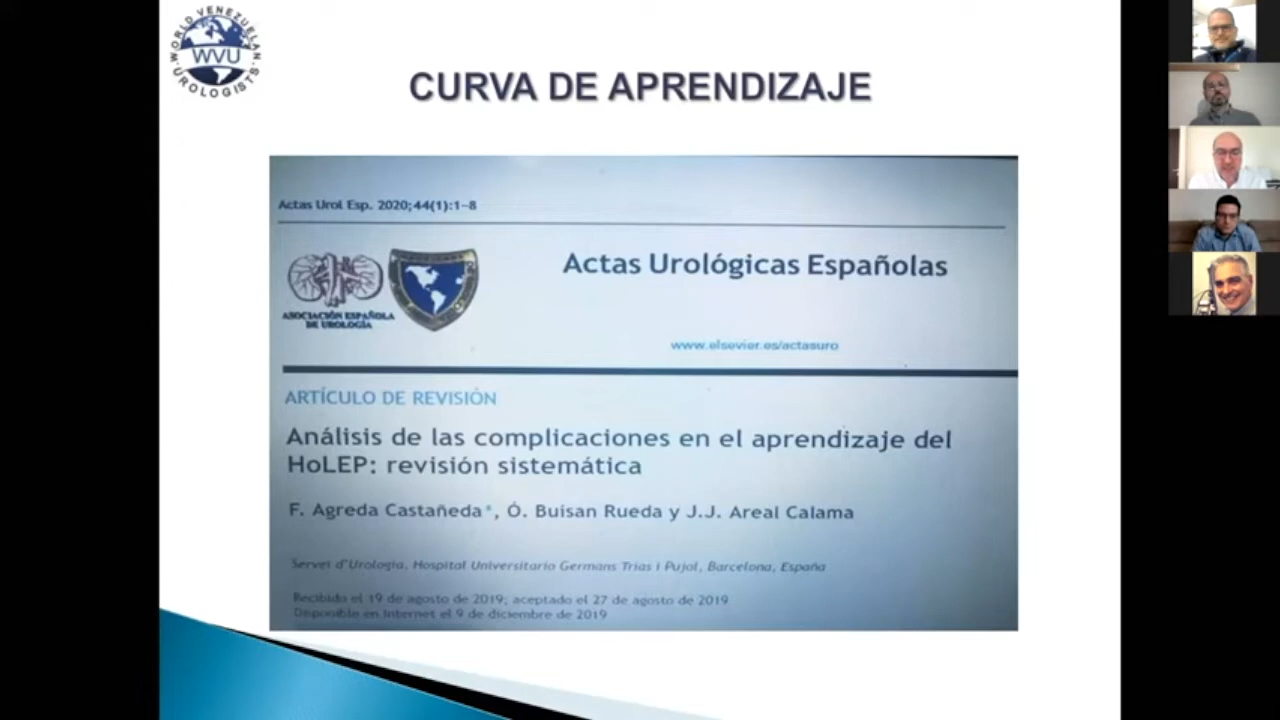 WORLD VENEZUELAN
WVU
UROLOGISTS
CURVA DE APRENDIZAJE
Actas Urol Esp. 2020;44(1):1-8
Actas Urológicas Españolas
ASOCIACIÓN ESPAÑOLA
DE UROLOGÍA
www.elsevier.es/actasuro
ARTÍCULO DE REVISIÓN
Análisis de las complicaciones en el aprendizaje del
HoLEP: revisión sistemática
F. Agreda Castañeda*, Ó. Buisan Rueda y J.J. Areal Calama
Servei d'Urologia, Hospital Universitario Germans Trias i Pujol, Barcelona, España
Recibido el 19 de agosto de 2019; aceptado el 27 de agosto de 2019
Disponible en Internet el 9 de diciembre de 2019